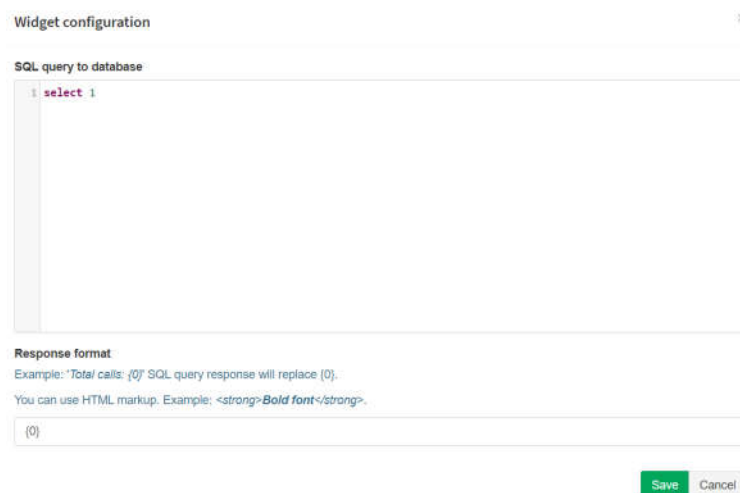 Widget configuration
SQL query to database
1 select 1
Response format
Example: 'Total calls: {0}' SQL query response will replace {0}.
You can use HTML markup. Example: <strong>Bold font</strong>.
{0}
Save Cancel